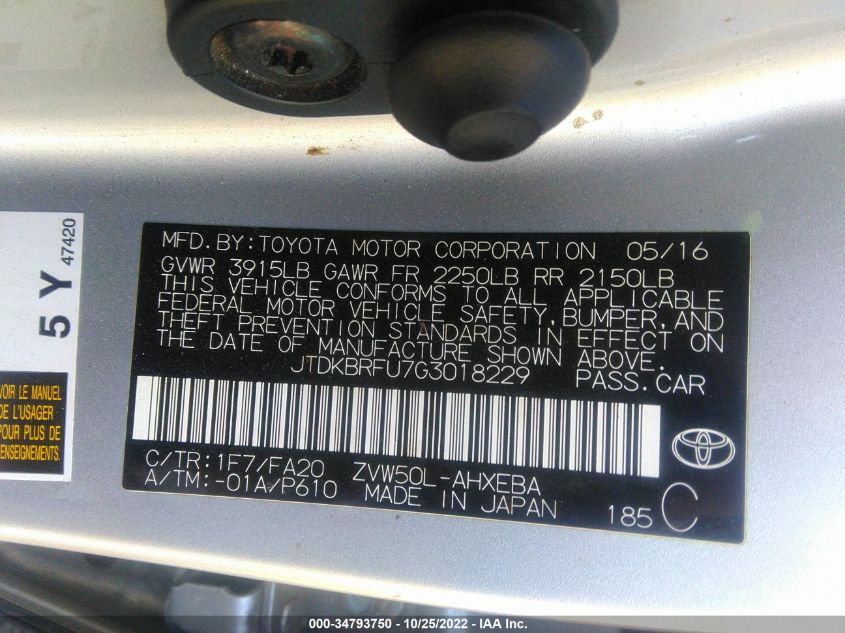 MFD.BY:TOYOTA MOTOR CORPORATION 05/16
GVWR 3915LB GAWR FR 2250LB RR 2150LB
THIS VEHICLE CONFORMS TO ALL APPLICABLE
FEDERAL MOTOR VEHICLE SAFETY,BUMPER,AND
THEFT PREVENTION STANDARDS IN EFFECT ON
THE DATE OF MANUFACTURE SHOWN ABOVE.
JTDKBRFU7G3018229 PASS.CAR
C/TR:1F7/FA20 ZVW50L-AHXEBA
A/TM:-01A/P610 MADE IN JAPAN
185 C
5 Y
47420
VOIR LE MANUEL
DE L'USAGER
POUR PLUS DE
RENSEIGNEMENTS.
000-34793750 - 10/25/2022 - IAA Inc.